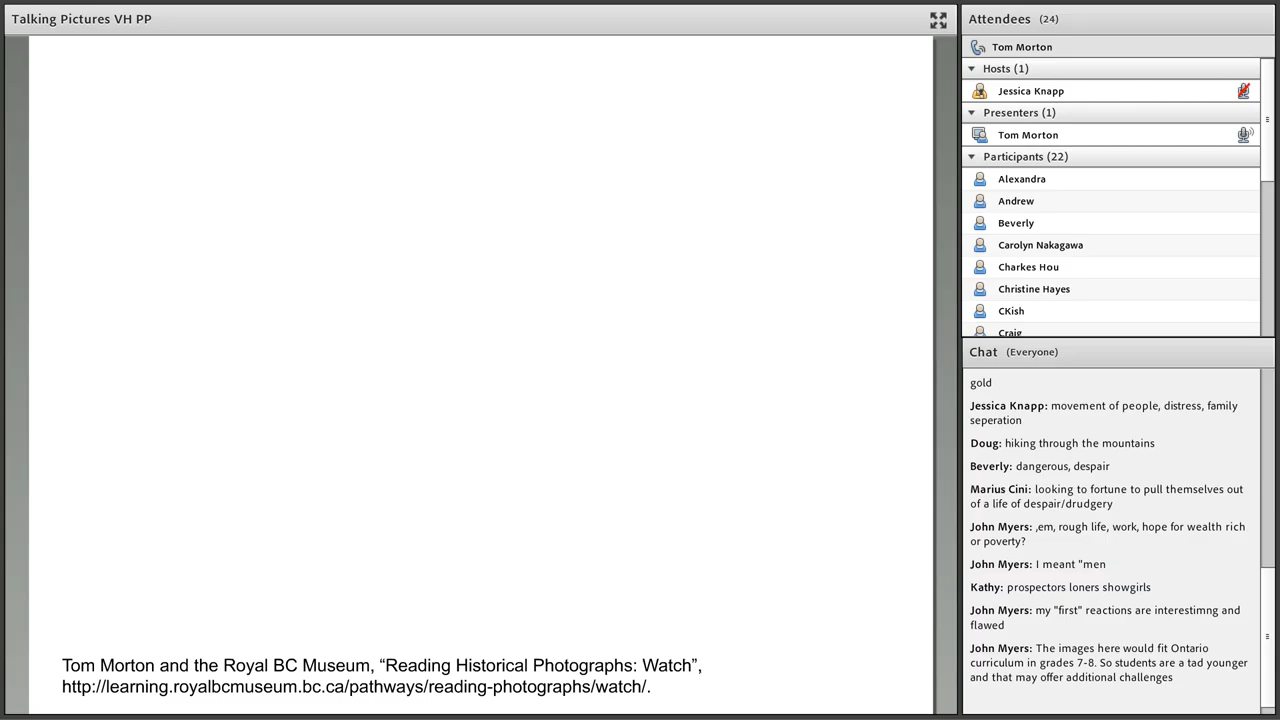 Talking Pictures VH PP
Tom Morton and the Royal BC Museum, “Reading Historical Photographs: Watch”,
http://learning.royalbcmuseum.bc.ca/pathways/reading-photographs/watch/.
Attendees (24)
Tom Morton
Hosts (1)
Jessica Knapp
Presenters (1)
Tom Morton
Participants (22)
Alexandra
Andrew
Beverly
Carolyn Nakagawa
Charkes Hou
Christine Hayes
CKish
Craig
Chat (Everyone)
gold
Jessica Knapp: movement of people, distress, family
seperation
Doug: hiking through the mountains
Beverly: dangerous, despair
Marius Cini: looking to fortune to pull themselves out
of a life of despair/drudgery
John Myers: ,em, rough life, work, hope for wealth rich
or poverty?
John Myers: I meant "men
Kathy: prospectors loners showgirls
John Myers: my "first" reactions are interestimng and
flawed
John Myers: The images here would fit Ontario
curriculum in grades 7-8. So students are a tad younger
and that may offer additional challenges